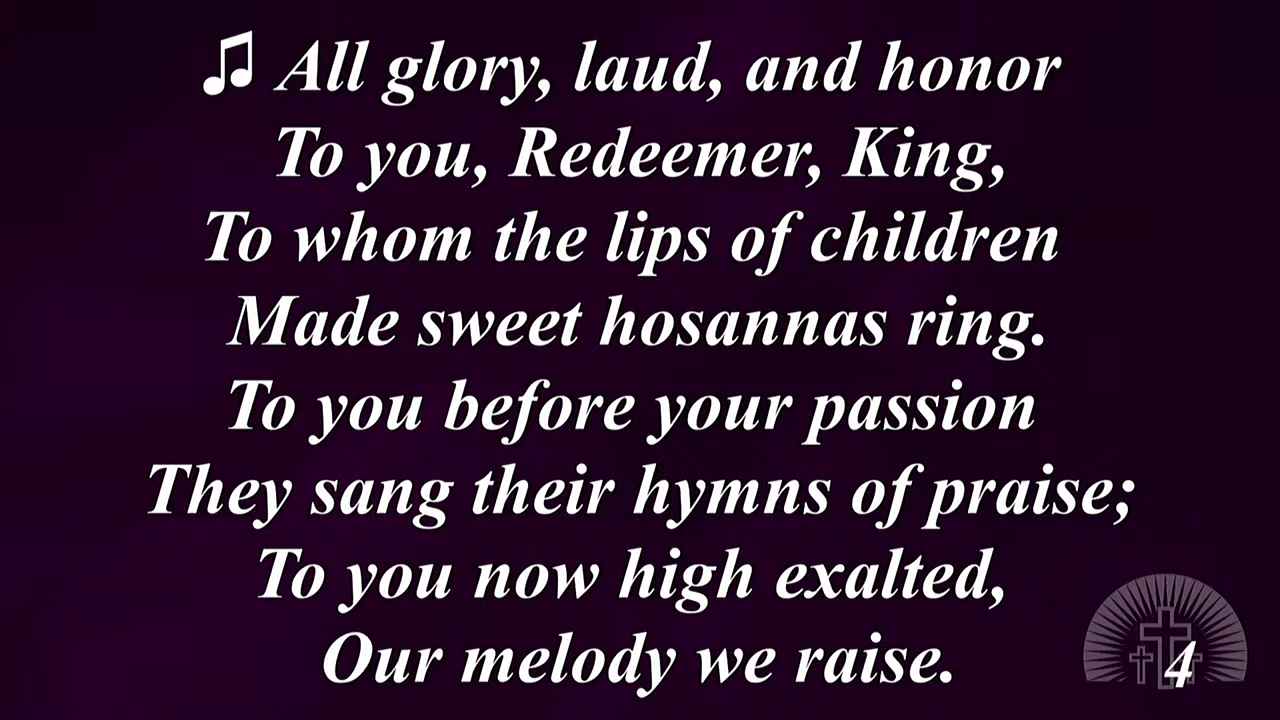 ♫ All glory, laud, and honor
To you, Redeemer, King,
To whom the lips of children
Made sweet hosannas ring.
To you before your passion
They sang their hymns of praise;
To you now high exalted,
Our melody we raise.
4